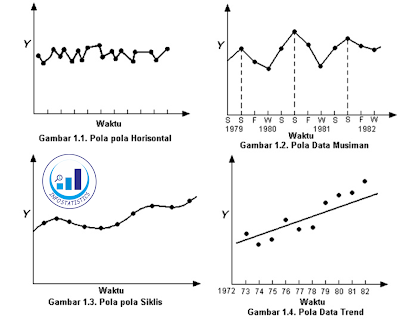 Y
Waktu
Gambar 1.1. Pola pola Horisontal
Y
S S F W S S F W S S F W
1979 1980 1981 1982
Waktu
Gambar 1.2. Pola Data Musiman
INFOSTATISTICS
Y
Waktu
Gambar 1.3. Pola pola Siklis
Y
1972 73 74 75 76 77 78 79 80 81 82
Waktu
Gambar 1.4. Pola Data Trend